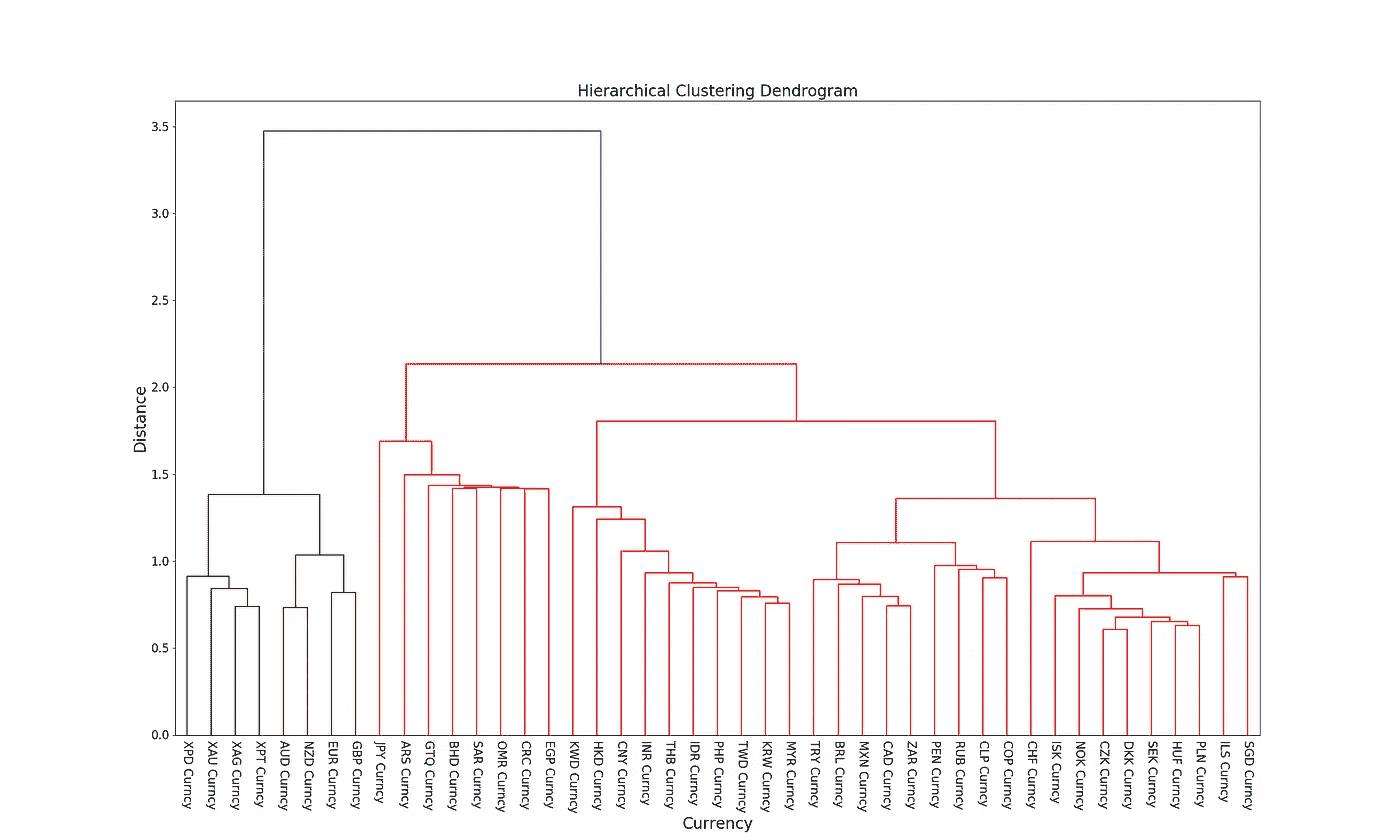 Hierarchical Clustering Dendrogram
3.5
3.0
2.5
2.0
1.5
1.0
0.5
0.0
Distance
XPD Curncy
XAU Curncy
XAG Curncy
XPT Curncy
AUD Curncy
NZD Curncy
EUR Curncy
GBP Curncy
JPY Curncy
ARS Curncy
GTQ Curncy
BHD Curncy
SAR Curncy
OMR Curncy
CRC Curncy
EGP Curncy
KWD Curncy
HKD Curncy
CNY Curncy
INR Curncy
THB Curncy
IDR Curncy
PHP Curncy
TWD Curncy
KRW Curncy
MYR Curncy
TRY Curncy
BRL Curncy
MXN Curncy
CAD Curncy
ZAR Curncy
PEN Curncy
RUB Curncy
CLP Curncy
COP Curncy
CHF Curncy
ISK Curncy
NOK Curncy
CZK Curncy
DKK Curncy
SEK Curncy
HUF Curncy
PLN Curncy
ILS Curncy
SGD Curncy
Currency